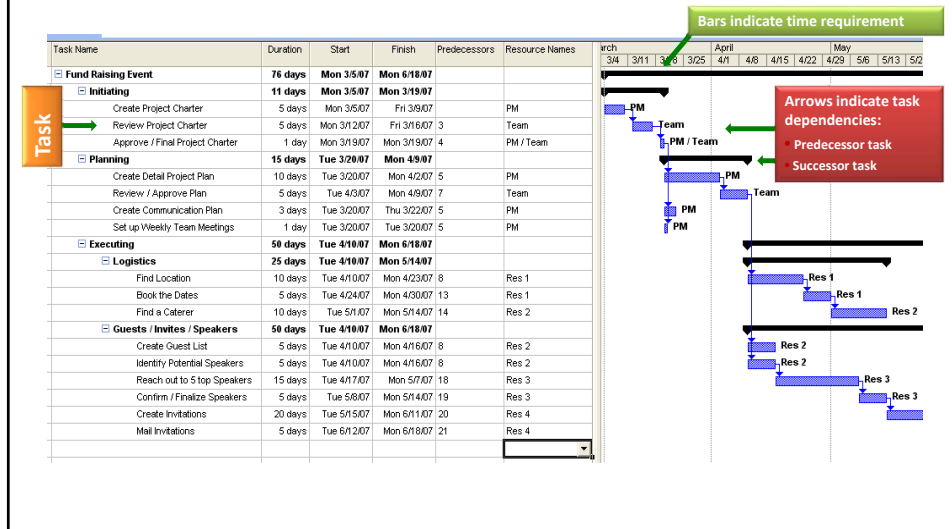 Bars indicate time requirement
Task Name Duration Start Finish Predecessors Resource Names arch April May
3/4 3/11 3/25 4/1 4/8 4/15 4/22 4/29 5/6 5/13 5/2
Fund Raising Event 76 days Mon 3/5/07 Mon 6/18/07
Initiating 11 days Mon 3/5/07 Mon 3/19/07
Create Project Charter 5 days Mon 3/5/07 Fri 3/9/07 PM PM
Review Project Charter 5 days Mon 3/12/07 Fri 3/16/07 3 Team Team
Approve / Final Project Charter 1 day Mon 3/19/07 Mon 3/19/07 4 PM / Team PM / Team
Planning 15 days Tue 3/20/07 Mon 4/9/07
Create Detail Project Plan 10 days Tue 3/20/07 Mon 4/2/07 5 PM PM
Review / Approve Plan 5 days Tue 4/3/07 Mon 4/9/07 7 Team Team
Create Communication Plan 3 days Tue 3/20/07 Thu 3/22/07 5 PM PM
Set up Weekly Team Meetings 1 day Tue 3/20/07 Tue 3/20/07 5 PM PM
Executing 50 days Tue 4/10/07 Mon 6/18/07
Logistics 25 days Tue 4/10/07 Mon 5/14/07
Find Location 10 days Tue 4/10/07 Mon 4/23/07 8 Res 1 Res 1
Book the Dates 5 days Tue 4/24/07 Mon 4/30/07 13 Res 1 Res 1
Find a Caterer 10 days Tue 5/1/07 Mon 5/14/07 14 Res 2 Res 2
Guests / Invites / Speakers 50 days Tue 4/10/07 Mon 6/18/07
Create Guest List 5 days Tue 4/10/07 Mon 4/16/07 8 Res 2 Res 2
Identify Potential Speakers 5 days Tue 4/10/07 Mon 4/16/07 8 Res 2 Res 2
Reach out to 5 top Speakers 15 days Tue 4/17/07 Mon 5/7/07 18 Res 3 Res 3
Confirm / Finalize Speakers 5 days Tue 5/8/07 Mon 5/14/07 19 Res 3 Res 3
Create Invitations 20 days Tue 5/15/07 Mon 6/11/07 20 Res 4
Mail Invitations 5 days Tue 6/12/07 Mon 6/18/07 21 Res 4
Task
Arrows indicate task
dependencies:
• Predecessor task
• Successor task